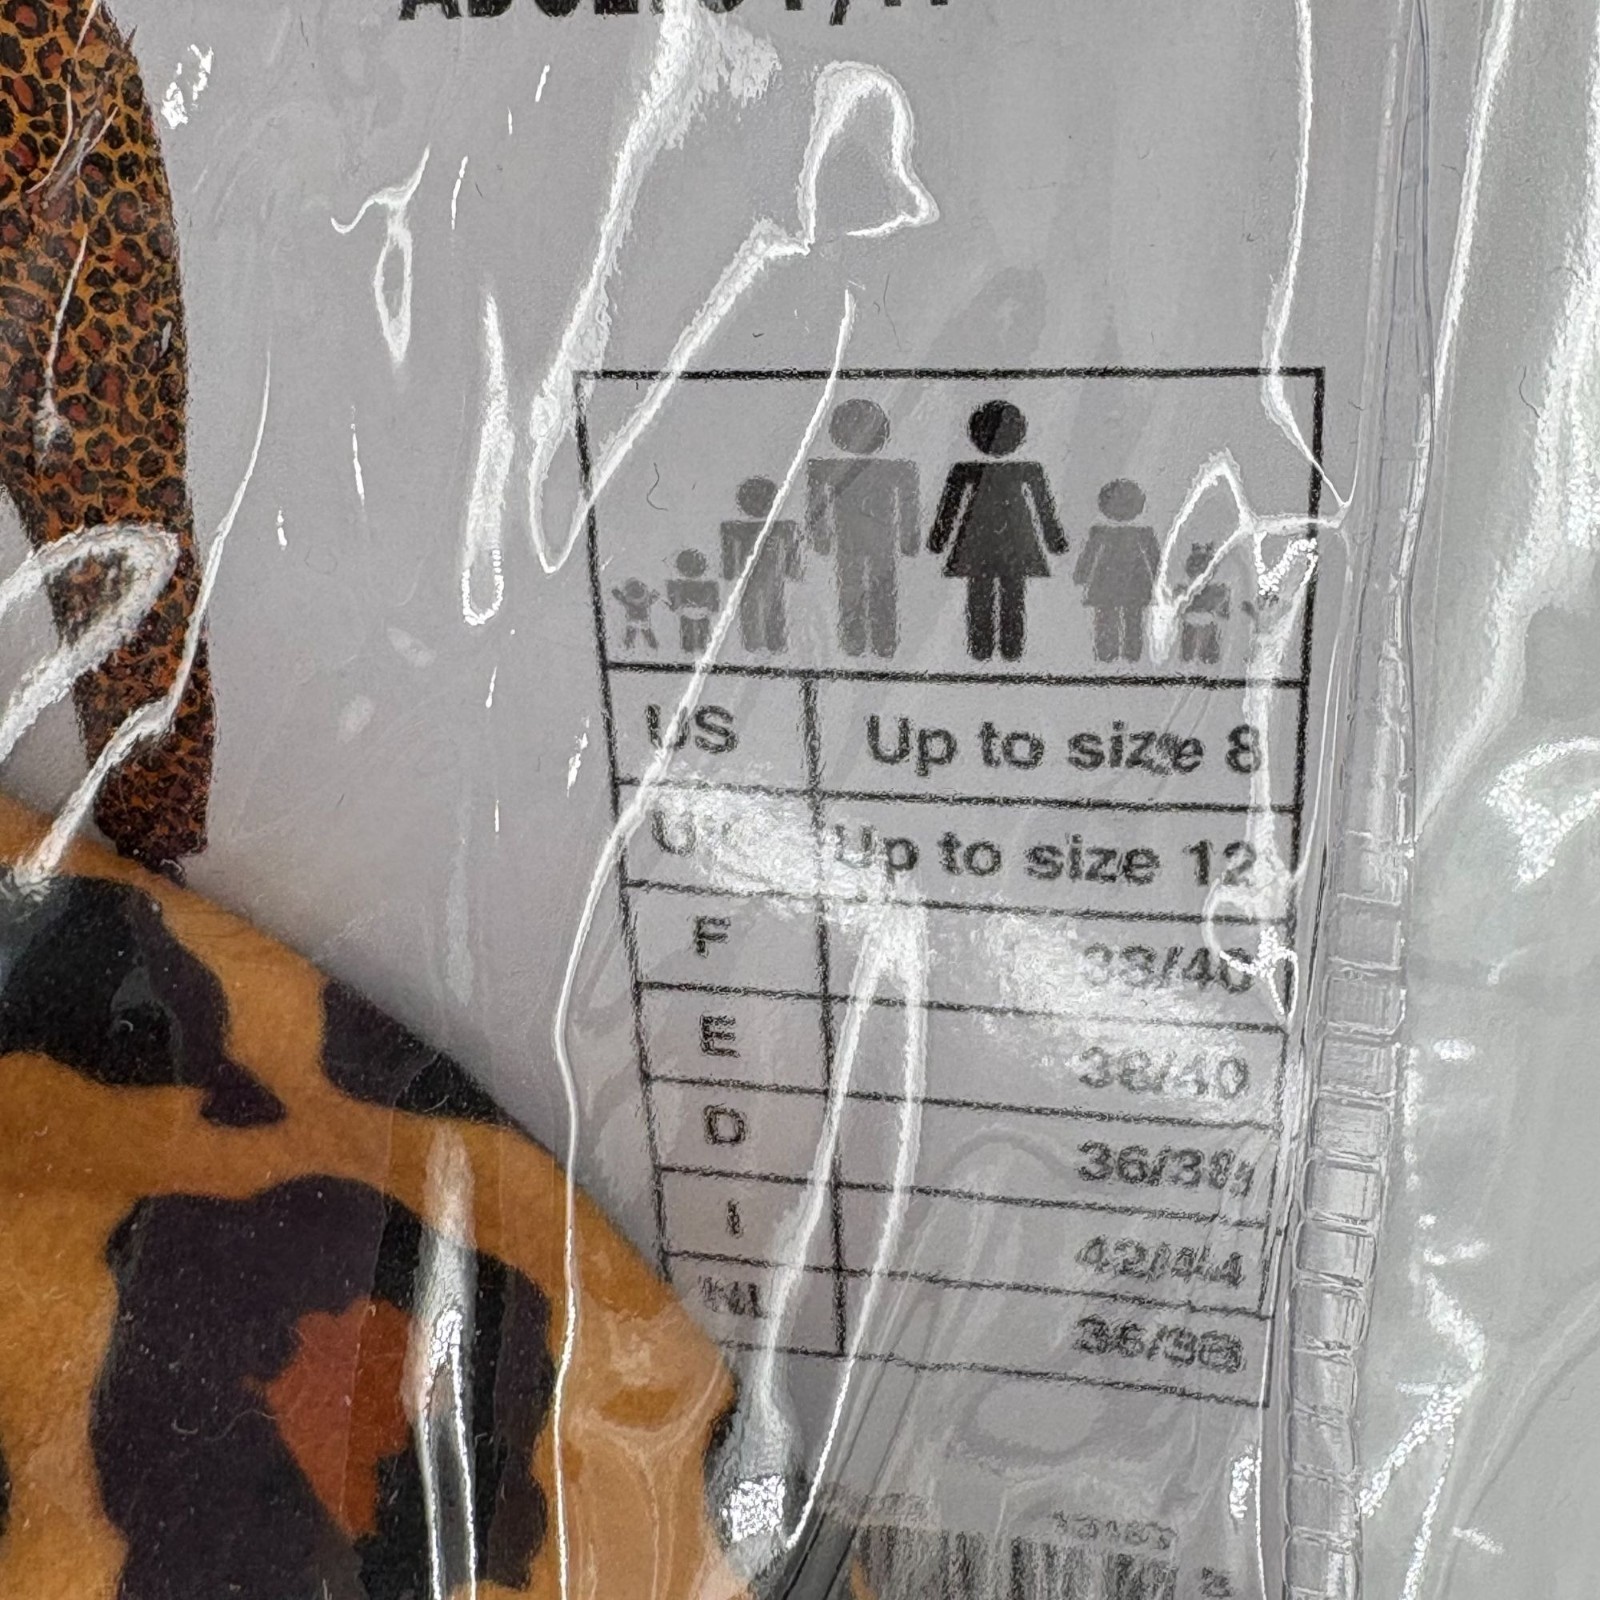 US Up to size 8
Up to size 12
F 38/40
E 38/40
D 36/38
I 42/44
NL 36/38